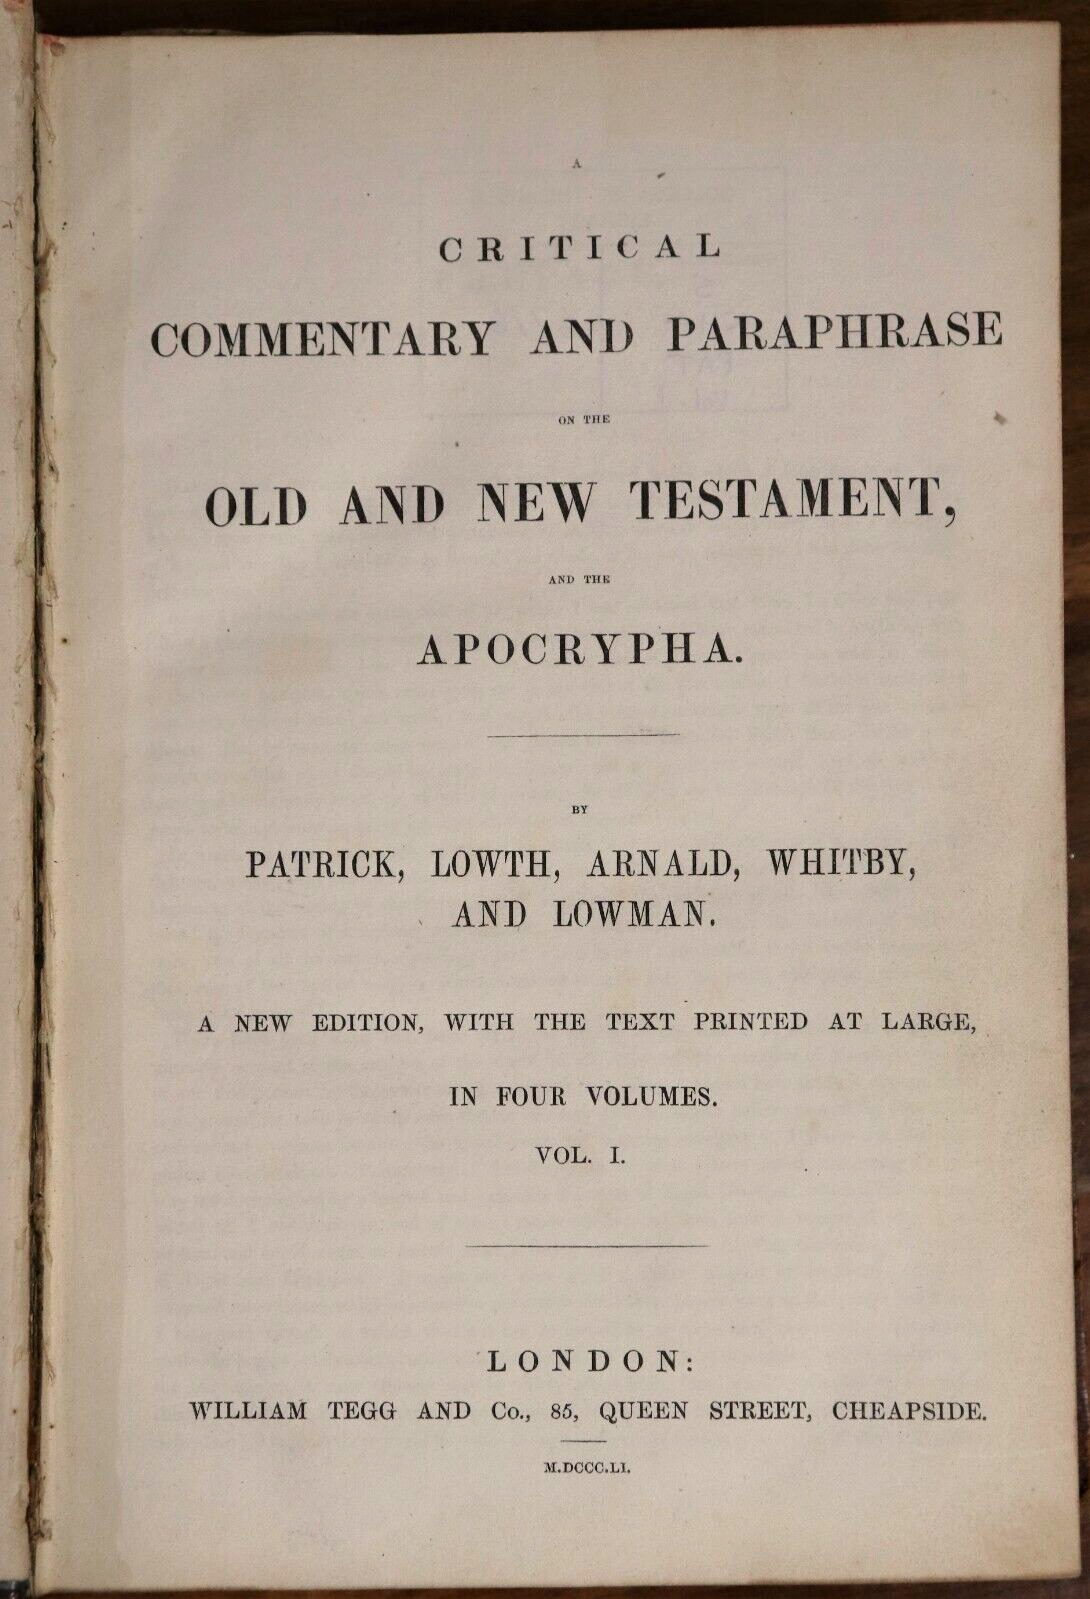 A
CRITICAL
COMMENTARY AND PARAPHRASE
ON THE
OLD AND NEW TESTAMENT,
AND THE
APOCRYPHA.
BY
PATRICK, LOWTH, ARNALD, WHITBY,
AND LOWMAN.
A NEW EDITION, WITH THE TEXT PRINTED AT LARGE,
IN FOUR VOLUMES.
VOL. I.
LONDON:
WILLIAM TEGG AND Co., 85, QUEEN STREET, CHEAPSIDE.
M.DCCC.LI.